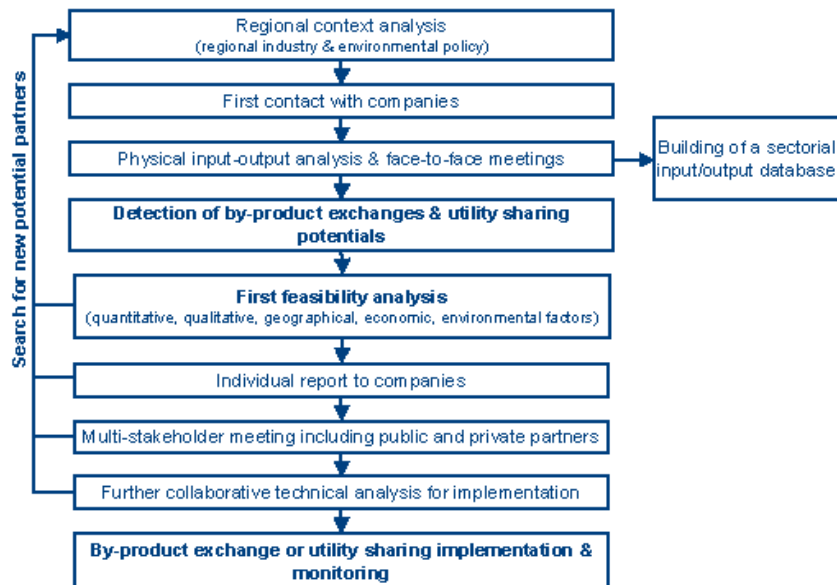 Regional context analysis
(regional industry & environmental policy)
First contact with companies
Physical input-output analysis & face-to-face meetings
Building of a sectorial
input/output database
Detection of by-product exchanges & utility sharing
potentials
First feasibility analysis
(quantitative, qualitative, geographical, economic, environmental factors)
Individual report to companies
Multi-stakeholder meeting including public and private partners
Further collaborative technical analysis for implementation
By-product exchange or utility sharing implementation &
monitoring
Search for new potential partners